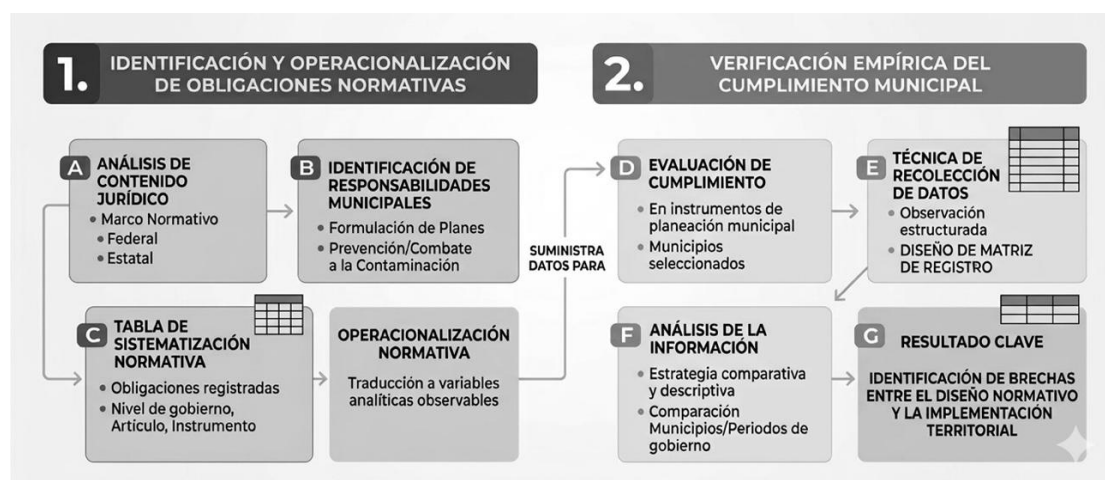 1.
IDENTIFICACIÓN Y OPERACIONALIZACIÓN
DE OBLIGACIONES NORMATIVAS
A
ANÁLISIS DE
CONTENIDO
JURÍDICO
• Marco Normativo
• Federal
• Estatal
B
IDENTIFICACIÓN DE
RESPONSABILIDADES
MUNICIPALES
• Formulación de Planes
• Prevención/Combate
a la Contaminación
C
TABLA DE
SISTEMATIZACIÓN
NORMATIVA
• Obligaciones registradas
• Nivel de gobierno,
Artículo, Instrumento
OPERACIONALIZACIÓN
NORMATIVA
Traducción a variables
analíticas observables
SUMINISTRA
DATOS PARA
2.
VERIFICACIÓN EMPÍRICA DEL
CUMPLIMIENTO MUNICIPAL
D
EVALUACIÓN DE
CUMPLIMIENTO
• En instrumentos de
planeación municipal
• Municipios
seleccionados
E
TÉCNICA DE
RECOLECCIÓN
DE DATOS
• Observación
estructurada
• DISEÑO DE MATRIZ
DE REGISTRO
F
ANÁLISIS DE LA
INFORMACIÓN
• Estrategia comparativa
y descriptiva
• Comparación
Municipios/Periodos de
gobierno
G
RESULTADO CLAVE
IDENTIFICACIÓN DE BRECHAS
ENTRE EL DISEÑO NORMATIVO
Y LA IMPLEMENTACIÓN
TERRITORIAL